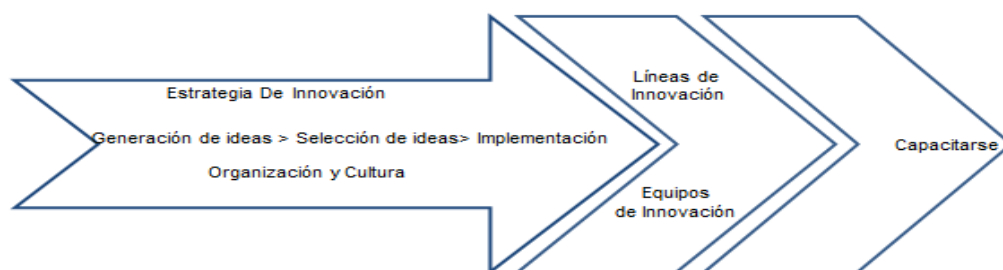 Estrategia De Innovación
Generación de ideas > Selección de ideas> Implementación
Organización y Cultura
Líneas de
Innovación
Equipos
de Innovación
Capacitarse